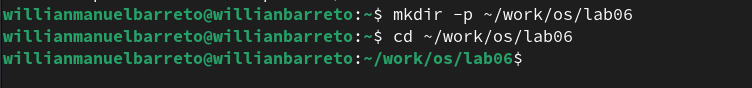 willianmanuelbarreto@willianbarreto:~$ mkdir -p ~/work/os/lab06
willianmanuelbarreto@willianbarreto:~$ cd ~/work/os/lab06
willianmanuelbarreto@willianbarreto:~/work/os/lab06$